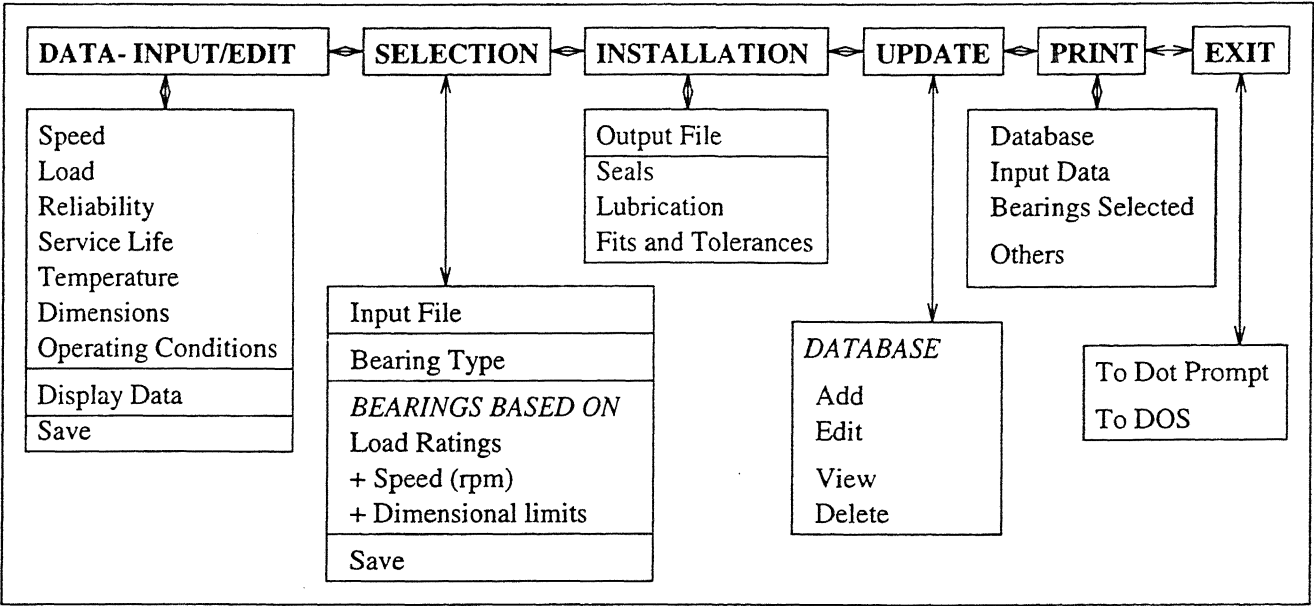 DATA- INPUT/EDIT
SELECTION
INSTALLATION
UPDATE
PRINT
EXIT
Speed
Load
Reliability
Service Life
Temperature
Dimensions
Operating Conditions
Display Data
Save
Input File
Bearing Type
BEARINGS BASED ON
Load Ratings
+ Speed (rpm)
+ Dimensional limits
Save
Output File
Seals
Lubrication
Fits and Tolerances
DATABASE
Add
Edit
View
Delete
Database
Input Data
Bearings Selected
Others
To Dot Prompt
To DOS